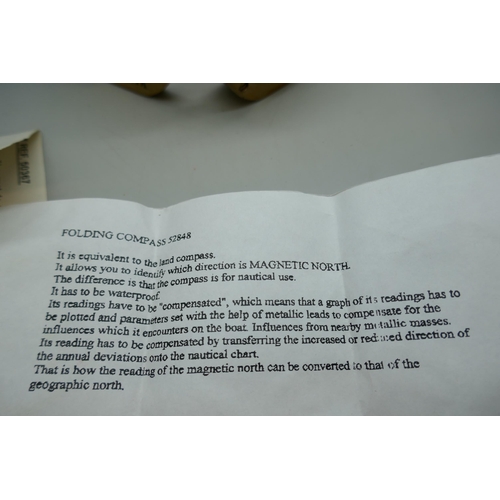 FOLDING COMPASS 52848
It is equivalent to the land compass.
It allows you to identify which direction is MAGNETIC NORTH.
The difference is that the compass is for nautical use.
It has to be waterproof.
Its readings have to be "compensated", which means that a graph of its readings has to
be plotted and parameters set with the help of metallic leads to compensate for the
influences which it encounters on the boat. Influences from nearby metallic masses.
Its reading has to be compensated by transferring the increased or reduced direction of
the annual deviations onto the nautical chart.
That is how the reading of the magnetic north can be converted to that of the
geographic north.